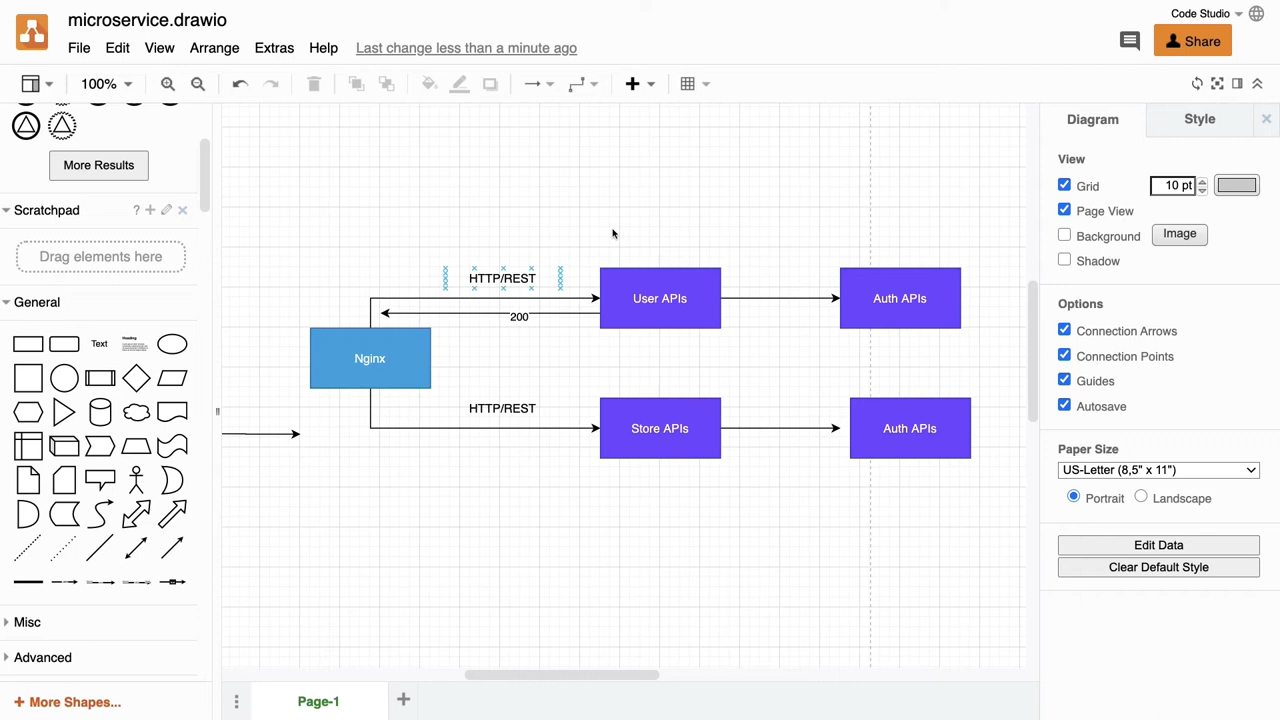 microservice.drawio
Code Studio
File Edit View Arrange Extras Help Last change less than a minute ago
Share
100%
More Results
Scratchpad
?
Drag elements here
General
Text
Heading
Misc
Advanced
+ More Shapes...
HTTP/REST
User APIs
Auth APIs
200
Nginx
HTTP/REST
Store APIs
Auth APIs
Page-1
Diagram
Style
View
Grid
10 pt
Page View
Background
Image
Shadow
Options
Connection Arrows
Connection Points
Guides
Autosave
Paper Size
US-Letter (8,5" x 11")
Portrait
Landscape
Edit Data
Clear Default Style